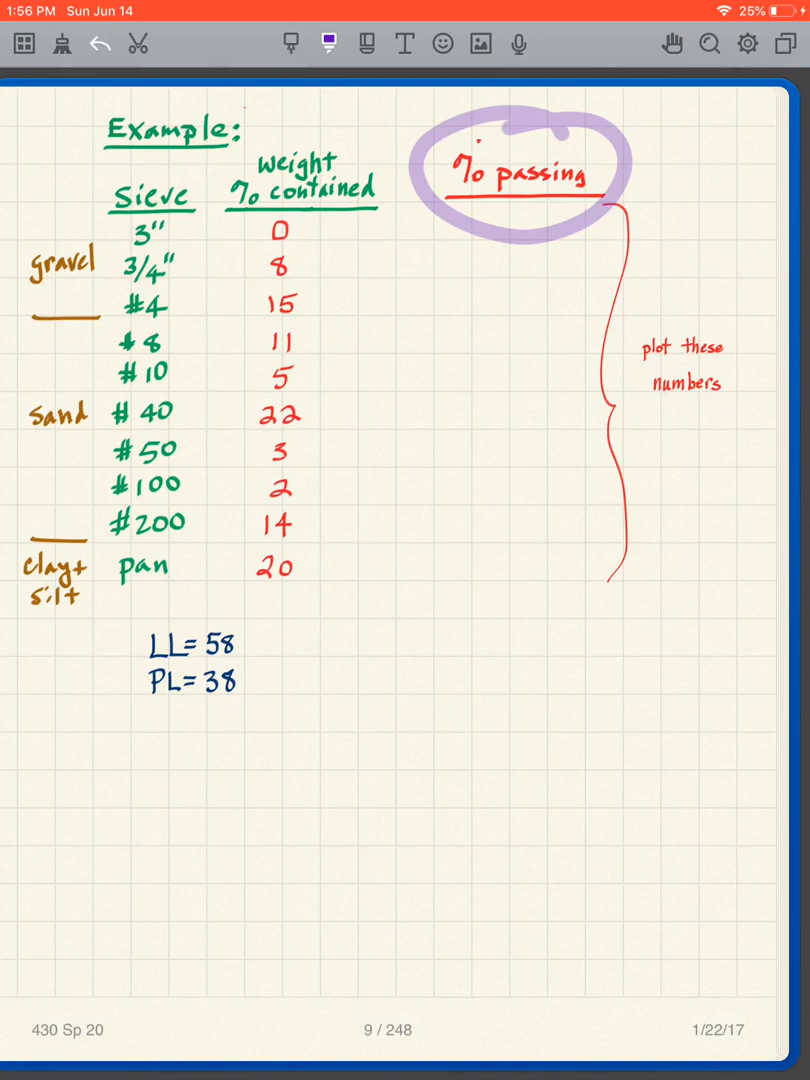 1:56 PM Sun Jun 14 25%
Example:
Sieve weight % contained % passing
3" 0
gravel 3/4" 8
#4 15
#8 11
#10 5
plot these
numbers
sand #40 22
#50 3
#100 2
#200 14
clay+ pan 20
silt
LL= 58
PL= 38
430 Sp 20 9 / 248 1/22/17